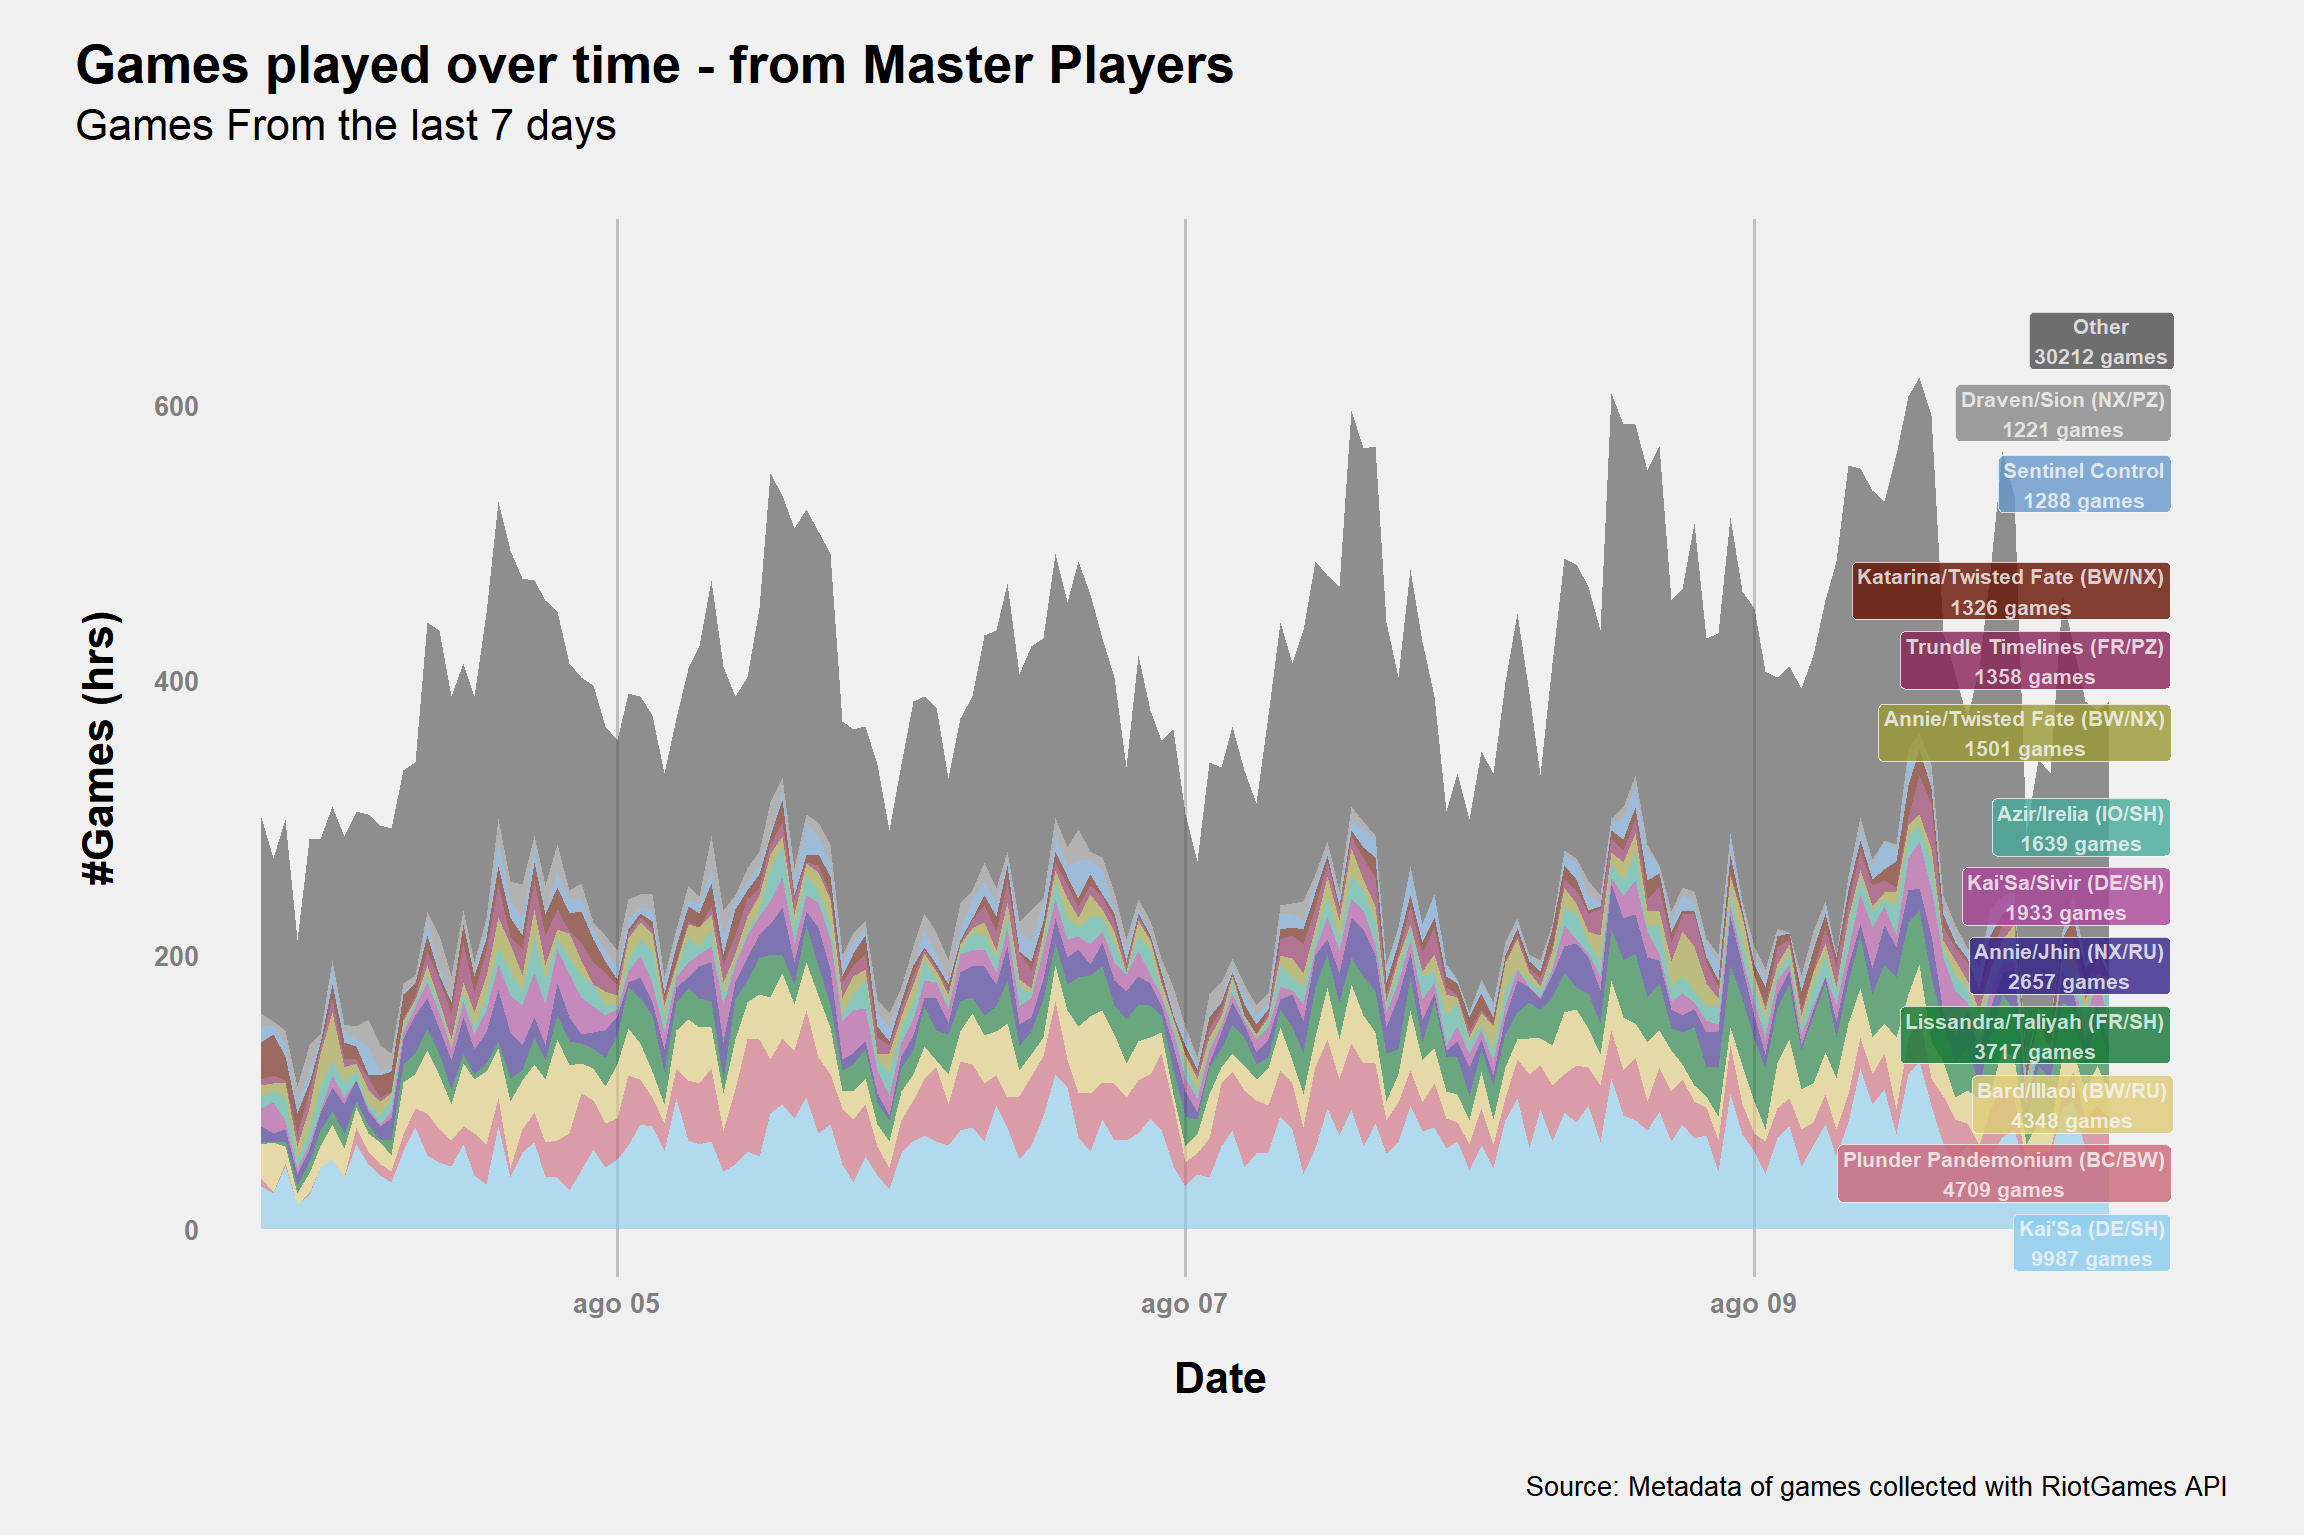 Games played over time - from Master Players
Games From the last 7 days
#Games (hrs)
600
400
200
0
Other
30212 games
Draven/Sion (NX/PZ)
1221 games
Sentinel Control
1288 games
Katarina/Twisted Fate (BW/NX)
1326 games
Trundle Timelines (FR/PZ)
1358 games
Annie/Twisted Fate (BW/NX)
1501 games
Azir/Irelia (IO/SH)
1639 games
Kai'Sa/Sivir (DE/SH)
1933 games
Annie/Jhin (NX/RU)
2657 games
Lissandra/Taliyah (FR/SH)
3717 games
Bard/Illaoi (BW/RU)
4348 games
Plunder Pandemonium (BC/BW)
4709 games
Kai'Sa (DE/SH)
9987 games
ago 05
ago 07
ago 09
Date
Source: Metadata of games collected with RiotGames API